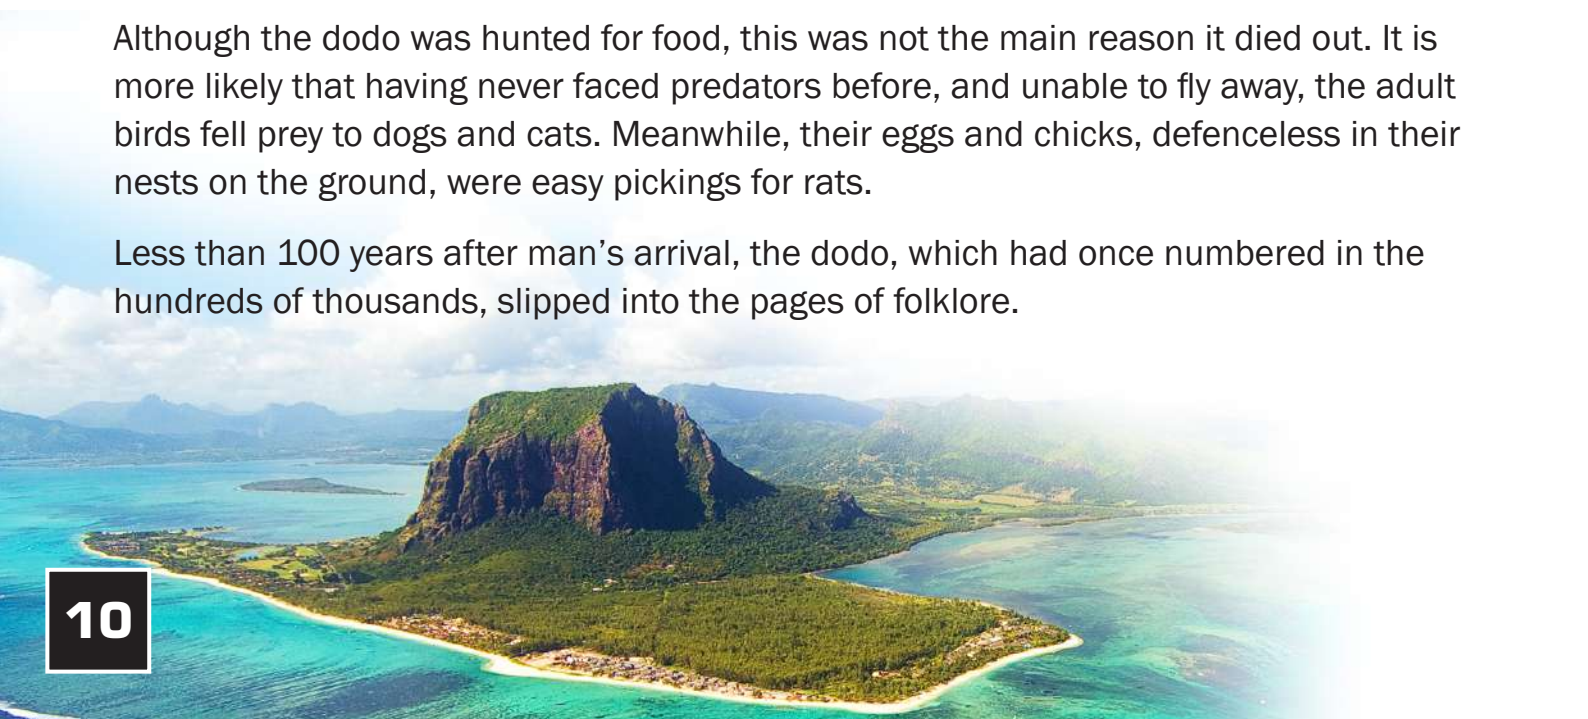 Although the dodo was hunted for food, this was not the main reason it died out. It is
more likely that having never faced predators before, and unable to fly away, the adult
birds fell prey to dogs and cats. Meanwhile, their eggs and chicks, defenceless in their
nests on the ground, were easy pickings for rats.
Less than 100 years after man’s arrival, the dodo, which had once numbered in the
hundreds of thousands, slipped into the pages of folklore.
10